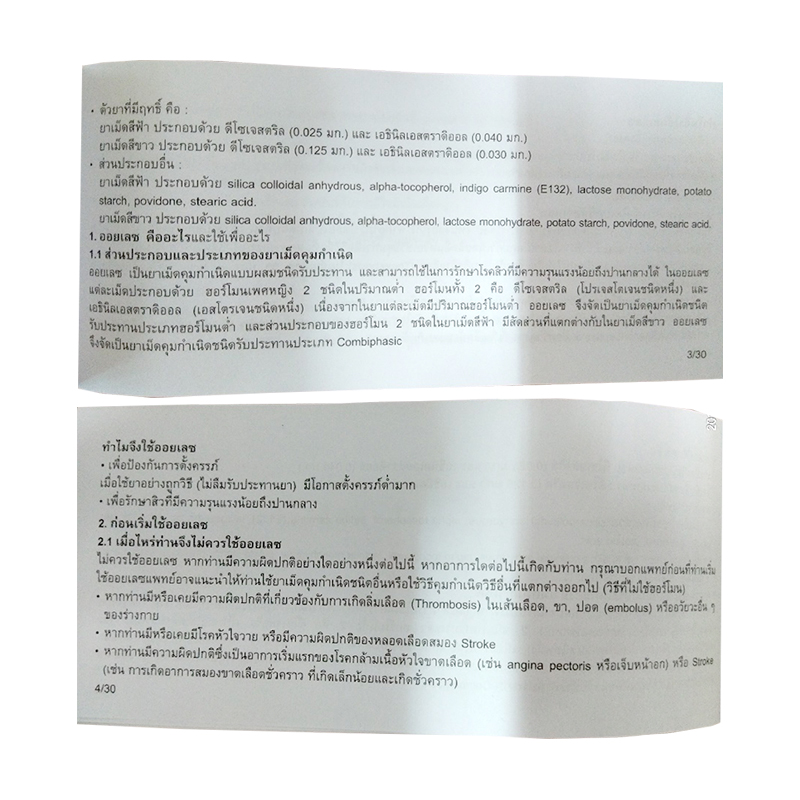 • ตัวยาที่มีฤทธิ์ คือ :
ยาเม็ดสีฟ้า ประกอบด้วย ดีโซเจสตริล (0.025 มก.) และ เอธินิลเอสตราดิออล (0.040 มก.)
ยาเม็ดสีขาว ประกอบด้วย ดีโซเจสตริล (0.125 มก.) และ เอธินิลเอสตราดิออล (0.030 มก.)
• ส่วนประกอบอื่น :
ยาเม็ดสีฟ้า ประกอบด้วย silica colloidal anhydrous, alpha-tocopherol, indigo carmine (E132), lactose monohydrate, potato
starch, povidone, stearic acid.
ยาเม็ดสีขาว ประกอบด้วย silica colloidal anhydrous, alpha-tocopherol, lactose monohydrate, potato starch, povidone, stearic acid.
1. ออยเลซ คืออะไรและใช้เพื่ออะไร
1.1 ส่วนประกอบและประเภทของยาเม็ดคุมกำเนิด
ออยเลซ เป็นยาเม็ดคุมกำเนิดแบบผสมชนิดรับประทาน และสามารถใช้ในการรักษาโรคสิวที่มีความรุนแรงน้อยถึงปานกลางได้ ในออยเลซ
แต่ละเม็ดประกอบด้วย ฮอร์โมนเพศหญิง 2 ชนิดในปริมาณต่ำ ฮอร์โมนทั้ง 2 คือ ดีโซเจสตริล (โปรเจสโตเจนชนิดหนึ่ง) และ
เอธินิลเอสตราดิออล (เอสโตรเจนชนิดหนึ่ง) เนื่องจากในยาแต่ละเม็ดมีปริมาณฮอร์โมนต่ำ ออยเลซ จึงจัดเป็นยาเม็ดคุมกำเนิดชนิด
รับประทานประเภทฮอร์โมนต่ำ และส่วนประกอบของฮอร์โมน 2 ชนิดในยาเม็ดสีฟ้า มีสัดส่วนที่แตกต่างกับในยาเม็ดสีขาว ออยเลซ
จึงจัดเป็นยาเม็ดคุมกำเนิดชนิดรับประทานประเภท Combiphasic
3/30
20
ทำไมจึงใช้ออยเลซ
• เพื่อป้องกันการตั้งครรภ์
เมื่อใช้ยาอย่างถูกวิธี (ไม่ลืมรับประทานยา) มีโอกาสตั้งครรภ์ต่ำมาก
• เพื่อรักษาสิวที่มีความรุนแรงน้อยถึงปานกลาง
2. ก่อนเริ่มใช้ออยเลซ
2.1 เมื่อไหร่ท่านจึงไม่ควรใช้ออยเลซ
ไม่ควรใช้ออยเลซ หากท่านมีความผิดปกติอย่างใดอย่างหนึ่งต่อไปนี้ หากอาการใดต่อไปนี้เกิดกับท่าน กรุณาบอกแพทย์ก่อนที่ท่านเริ่ม
ใช้ออยเลซแพทย์อาจแนะนำให้ท่านใช้ยาเม็ดคุมกำเนิดชนิดอื่นหรือใช้วิธีคุมกำเนิดวิธีอื่นที่แตกต่างออกไป (วิธีที่ไม่ใช้ฮอร์โมน)
• หากท่านมีหรือเคยมีความผิดปกติที่เกี่ยวข้องกับการเกิดลิ่มเลือด (Thrombosis) ในเส้นเลือด, ขา, ปอด (embolus) หรืออวัยวะอื่น ๆ
ของร่างกาย
• หากท่านมีหรือเคยมีโรคหัวใจวาย หรือมีความผิดปกติของหลอดเลือดสมอง Stroke
• หากท่านมีความผิดปกติซึ่งเป็นอาการเริ่มแรกของโรคกล้ามเนื้อหัวใจขาดเลือด (เช่น angina pectoris หรือเจ็บหน้าอก) หรือ Stroke
(เช่น การเกิดอาการสมองขาดเลือดชั่วคราว ที่เกิดเล็กน้อยและเกิดชั่วคราว)
4/30